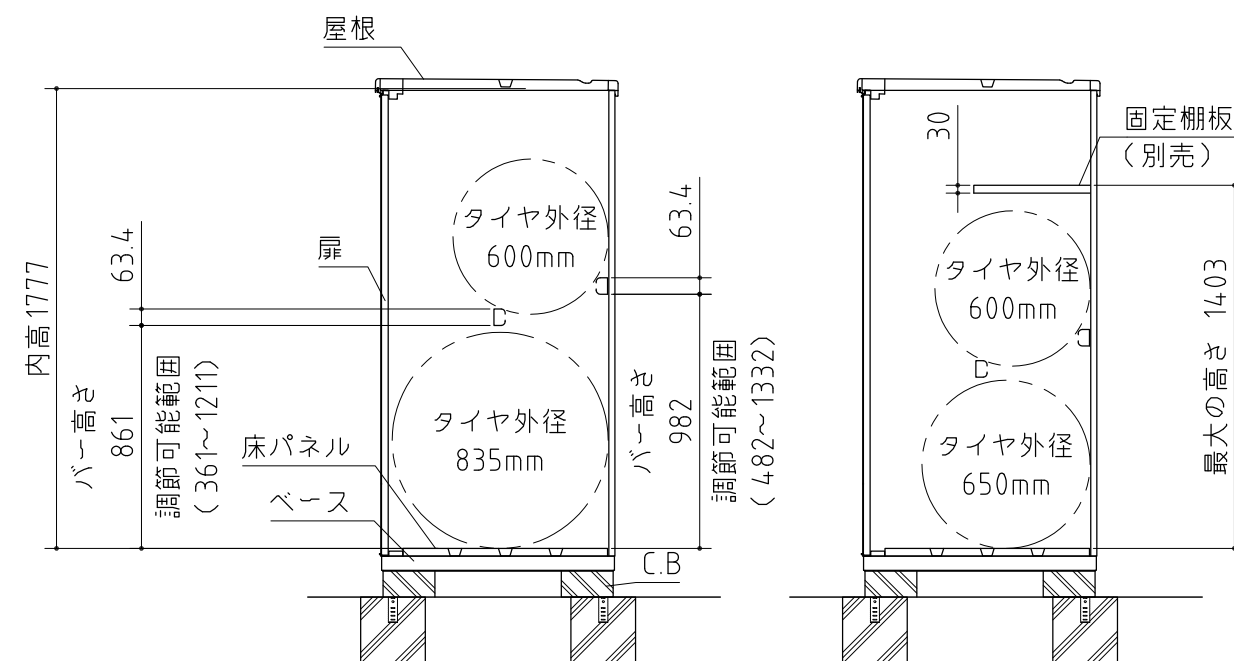 屋根
内高1777
63.4
バー高さ
861
調節可能範囲
(361〜1211)
扉
床パネル
ベース
タイヤ外径
600mm
タイヤ外径
835mm
63.4
バー高さ
982
調節可能範囲
(482〜1332)
C.B
30
固定棚板
(別売)
タイヤ外径
600mm
タイヤ外径
650mm
最大の高さ 1403